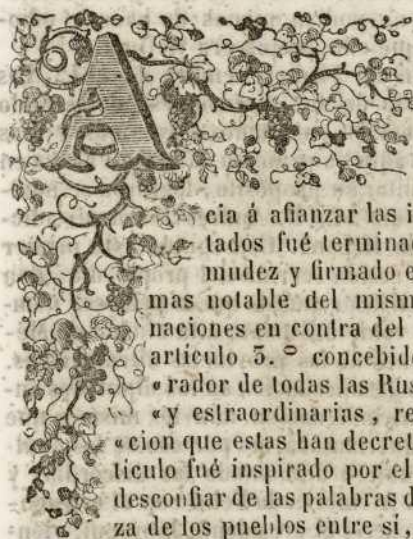 A
cia á afianzar las i
tados fué termina
mudez y firmado e
mas notable del mism
naciones en contra del
artículo 3.º concebid
«rador de todas las Rus
«y estraordinarias, re
«cion que estas han decret
tículo fué inspirado por el
desconfiar de las palabras d
za de los pueblos entre sí,